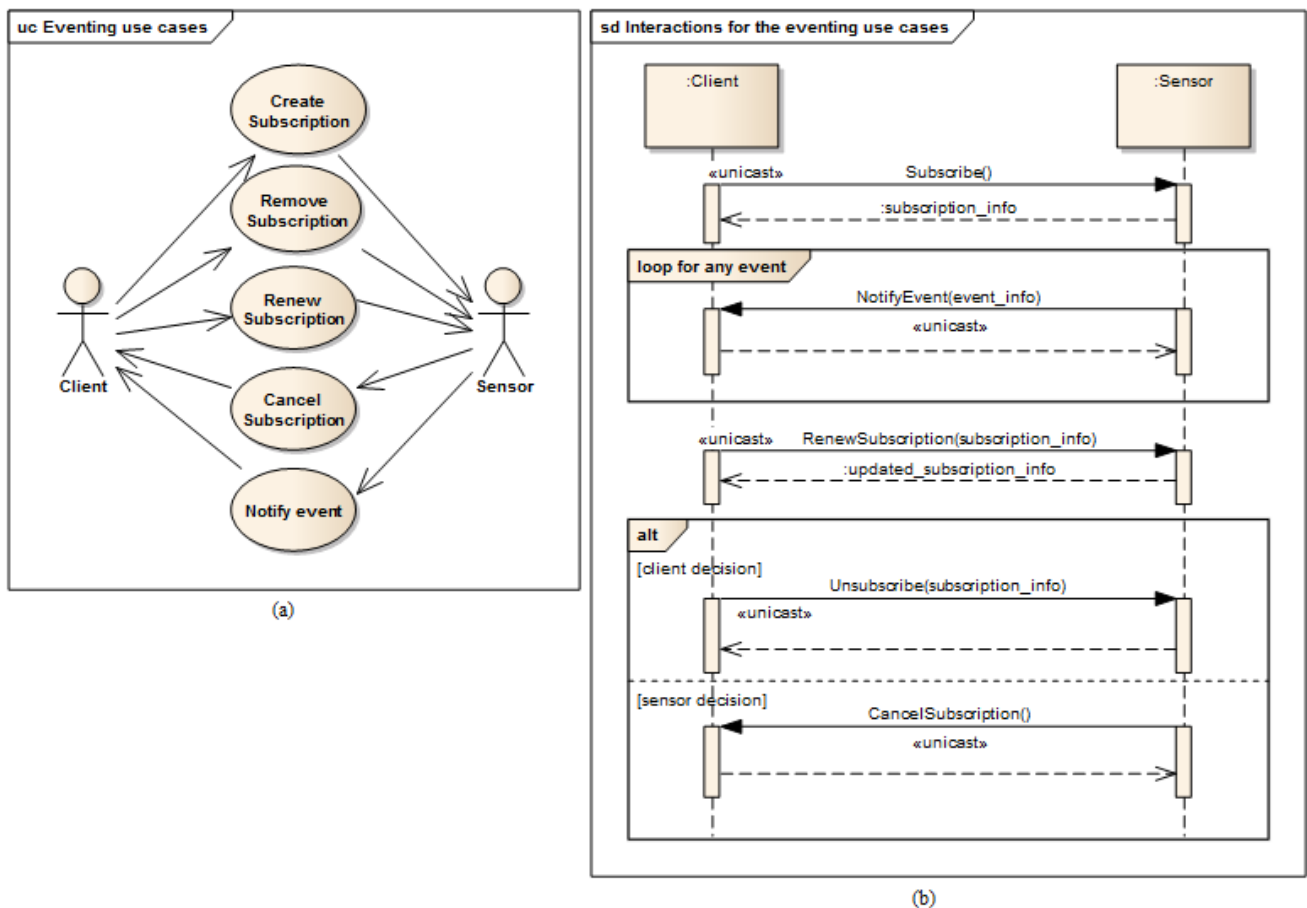 uc Eventing use cases
Create
Subscription
Remove
Subscription
Renew
Subscription
Client
Sensor
Cancel
Subscription
Notify event
(a)
sd Interactions for the eventing use cases
:Client
:Sensor
«unicast»
Subscribe()
:subscription_info
loop for any event
NotifyEvent(event_info)
«unicast»
«unicast»
RenewSubscription(subscription_info)
:updated_subscription_info
alt
[client decision]
Unsubscribe(subscription_info)
«unicast»
[sensor decision]
CancelSubscription()
«unicast»
(b)